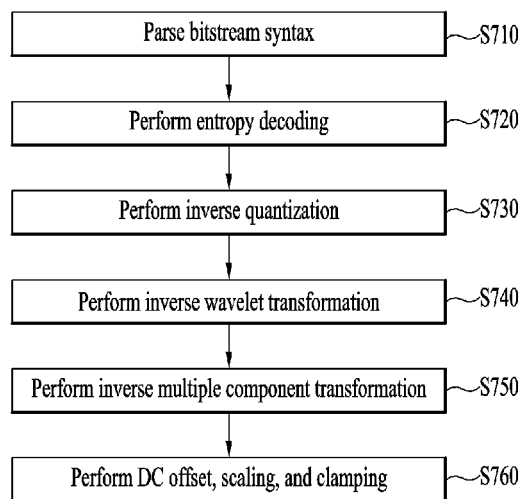 Parse bitstream syntax S710
Perform entropy decoding S720
Perform inverse quantization S730
Perform inverse wavelet transformation S740
Perform inverse multiple component transformation S750
Perform DC offset, scaling, and clamping S760